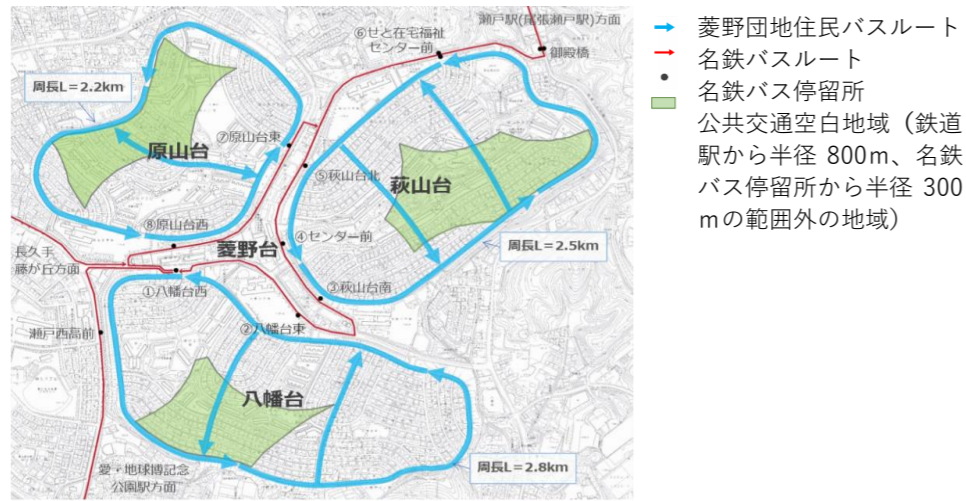 瀬戸駅(尾張瀬戸駅)方面
⑥せと在宅福祉
センター前
御殿橋
周長L=2.2km
⑦原山台東
原山台
⑤萩山台北
萩山台
⑧原山台西
④センター前
菱野台
周長L=2.5km
長久手
藤が丘方面
①八幡台西
③萩山台南
②八幡台東
瀬戸西高前
八幡台
愛・地球博記念
公園駅方面
周長L=2.8km
菱野団地住民バスルート
名鉄バスルート
名鉄バス停留所
公共交通空白地域（鉄道
駅から半径 800ｍ、名鉄
バス停留所から半径 300
ｍの範囲外の地域）